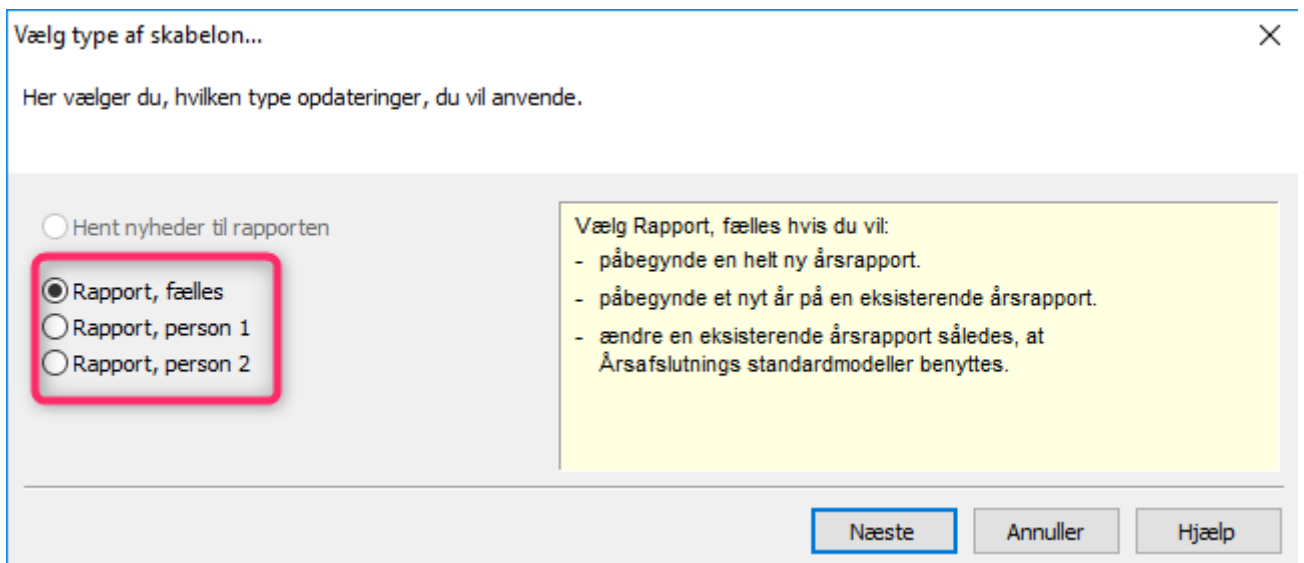 Vælg type af skabelon...
Her vælger du, hvilken type opdateringer, du vil anvende.
Hent nyheder til rapporten
Rapport, fælles
Rapport, person 1
Rapport, person 2
Vælg Rapport, fælles hvis du vil:
- påbegynde en helt ny årsrapport.
- påbegynde et nyt år på en eksisterende årsrapport.
- ændre en eksisterende årsrapport således, at
Årsafslutnings standardmodeller benyttes.
Næste
Annuller
Hjælp